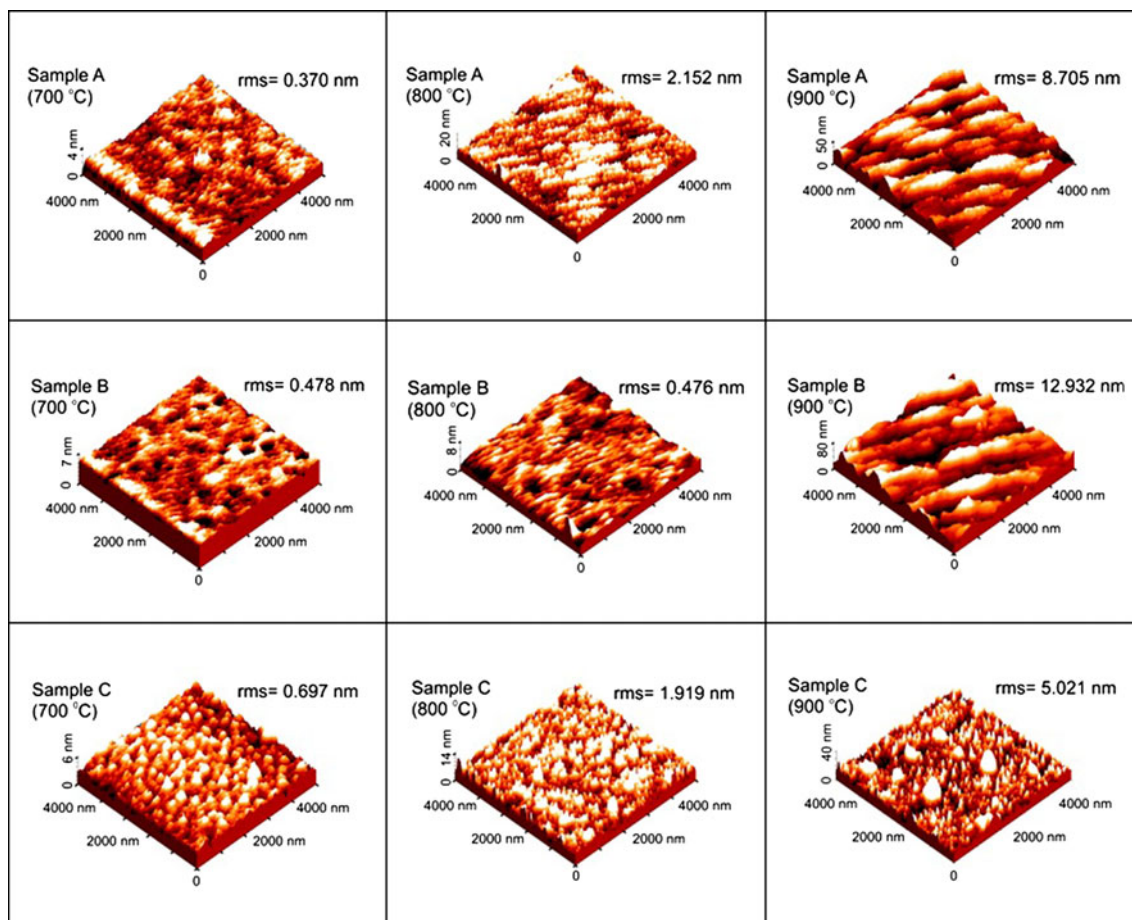 Sample A
(700 °C)
rms= 0.370 nm
0 4 nm
4000 nm
2000 nm
0
2000 nm
4000 nm
Sample A
(800 °C)
rms= 2.152 nm
0 20 nm
4000 nm
2000 nm
0
2000 nm
4000 nm
Sample A
(900 °C)
rms= 8.705 nm
0 50 nm
4000 nm
2000 nm
0
2000 nm
4000 nm
Sample B
(700 °C)
rms= 0.478 nm
0 7 nm
4000 nm
2000 nm
0
2000 nm
4000 nm
Sample B
(800 °C)
rms= 0.476 nm
0 8 nm
4000 nm
2000 nm
0
2000 nm
4000 nm
Sample B
(900 °C)
rms= 12.932 nm
0 80 nm
4000 nm
2000 nm
0
2000 nm
4000 nm
Sample C
(700 °C)
rms= 0.697 nm
0 6 nm
4000 nm
2000 nm
0
2000 nm
4000 nm
Sample C
(800 °C)
rms= 1.919 nm
0 14 nm
4000 nm
2000 nm
0
2000 nm
4000 nm
Sample C
(900 °C)
rms= 5.021 nm
0 40 nm
4000 nm
2000 nm
0
2000 nm
4000 nm